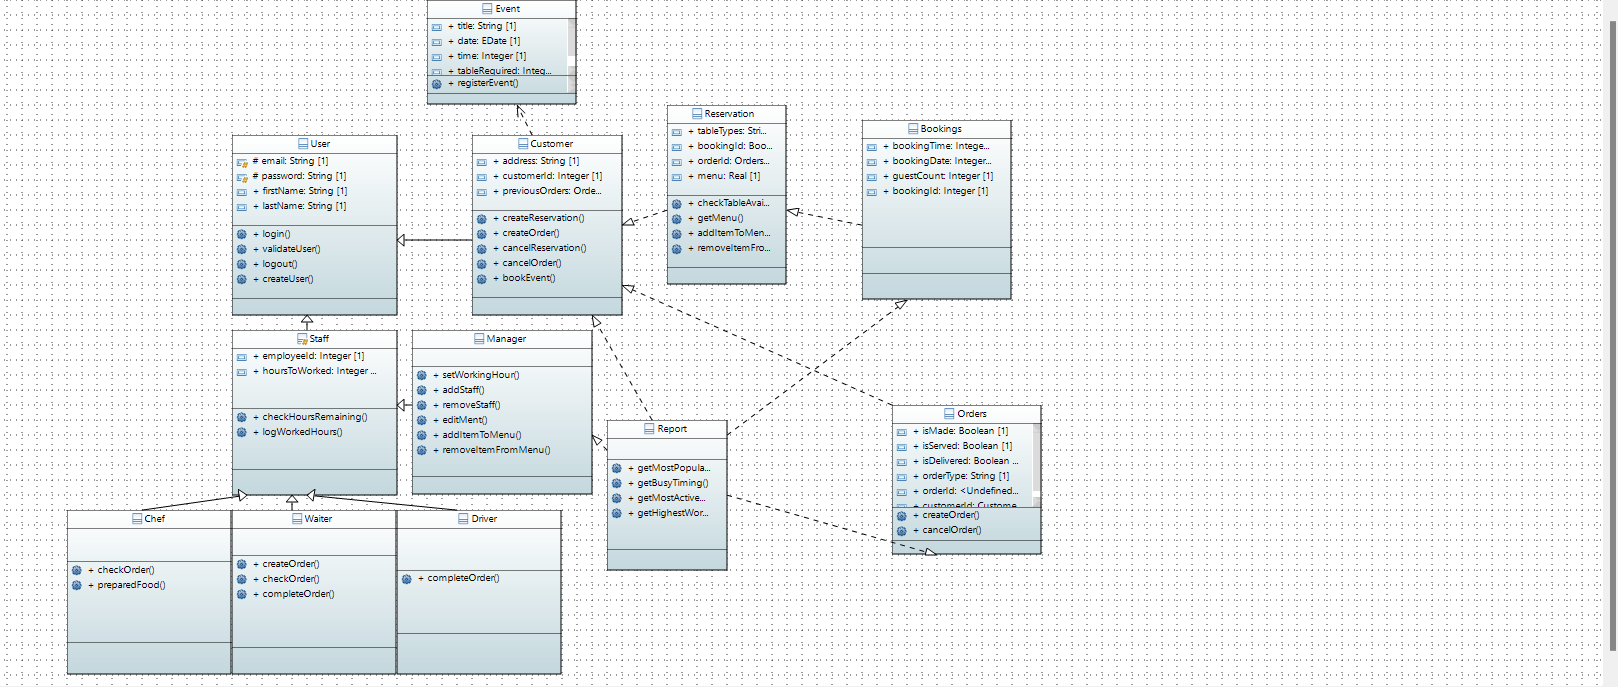 Event
+ title: String [1]
+ date: EDate [1]
+ time: Integer [1]
+ tableRequired: Integ...
+ registerEvent()
User
# email: String [1]
# password: String [1]
+ firstName: String [1]
+ lastName: String [1]
+ login()
+ validateUser()
+ logout()
+ createUser()
Customer
+ address: String [1]
+ customerId: Integer [1]
+ previousOrders: Orde...
+ createReservation()
+ createOrder()
+ cancelReservation()
+ cancelOrder()
+ bookEvent()
Reservation
+ tableTypes: Stri...
+ bookingId: Boo...
+ orderId: Orders...
+ menu: Real [1]
+ checkTableAvai...
+ getMenu()
+ addItemToMen...
+ removeItemFro...
Bookings
+ bookingTime: Intege...
+ bookingDate: Integer...
+ guestCount: Integer [1]
+ bookingId: Integer [1]
Staff
+ employeeId: Integer [1]
+ hoursToWorked: Integer ...
+ checkHoursRemaining()
+ logWorkedHours()
Manager
+ setWorkingHour()
+ addStaff()
+ removeStaff()
+ editMent()
+ addItemToMenu()
+ removeItemFromMenu()
Report
+ getMostPopula...
+ getBusyTiming()
+ getMostActive...
+ getHighestWor...
Orders
+ isMade: Boolean [1]
+ isServed: Boolean [1]
+ isDelivered: Boolean ...
+ orderType: String [1]
+ orderId: <Undefined...
+ customerId: Custome...
+ createOrder()
+ cancelOrder()
Chef
+ checkOrder()
+ preparedFood()
Waiter
+ createOrder()
+ checkOrder()
+ completeOrder()
Driver
+ completeOrder()